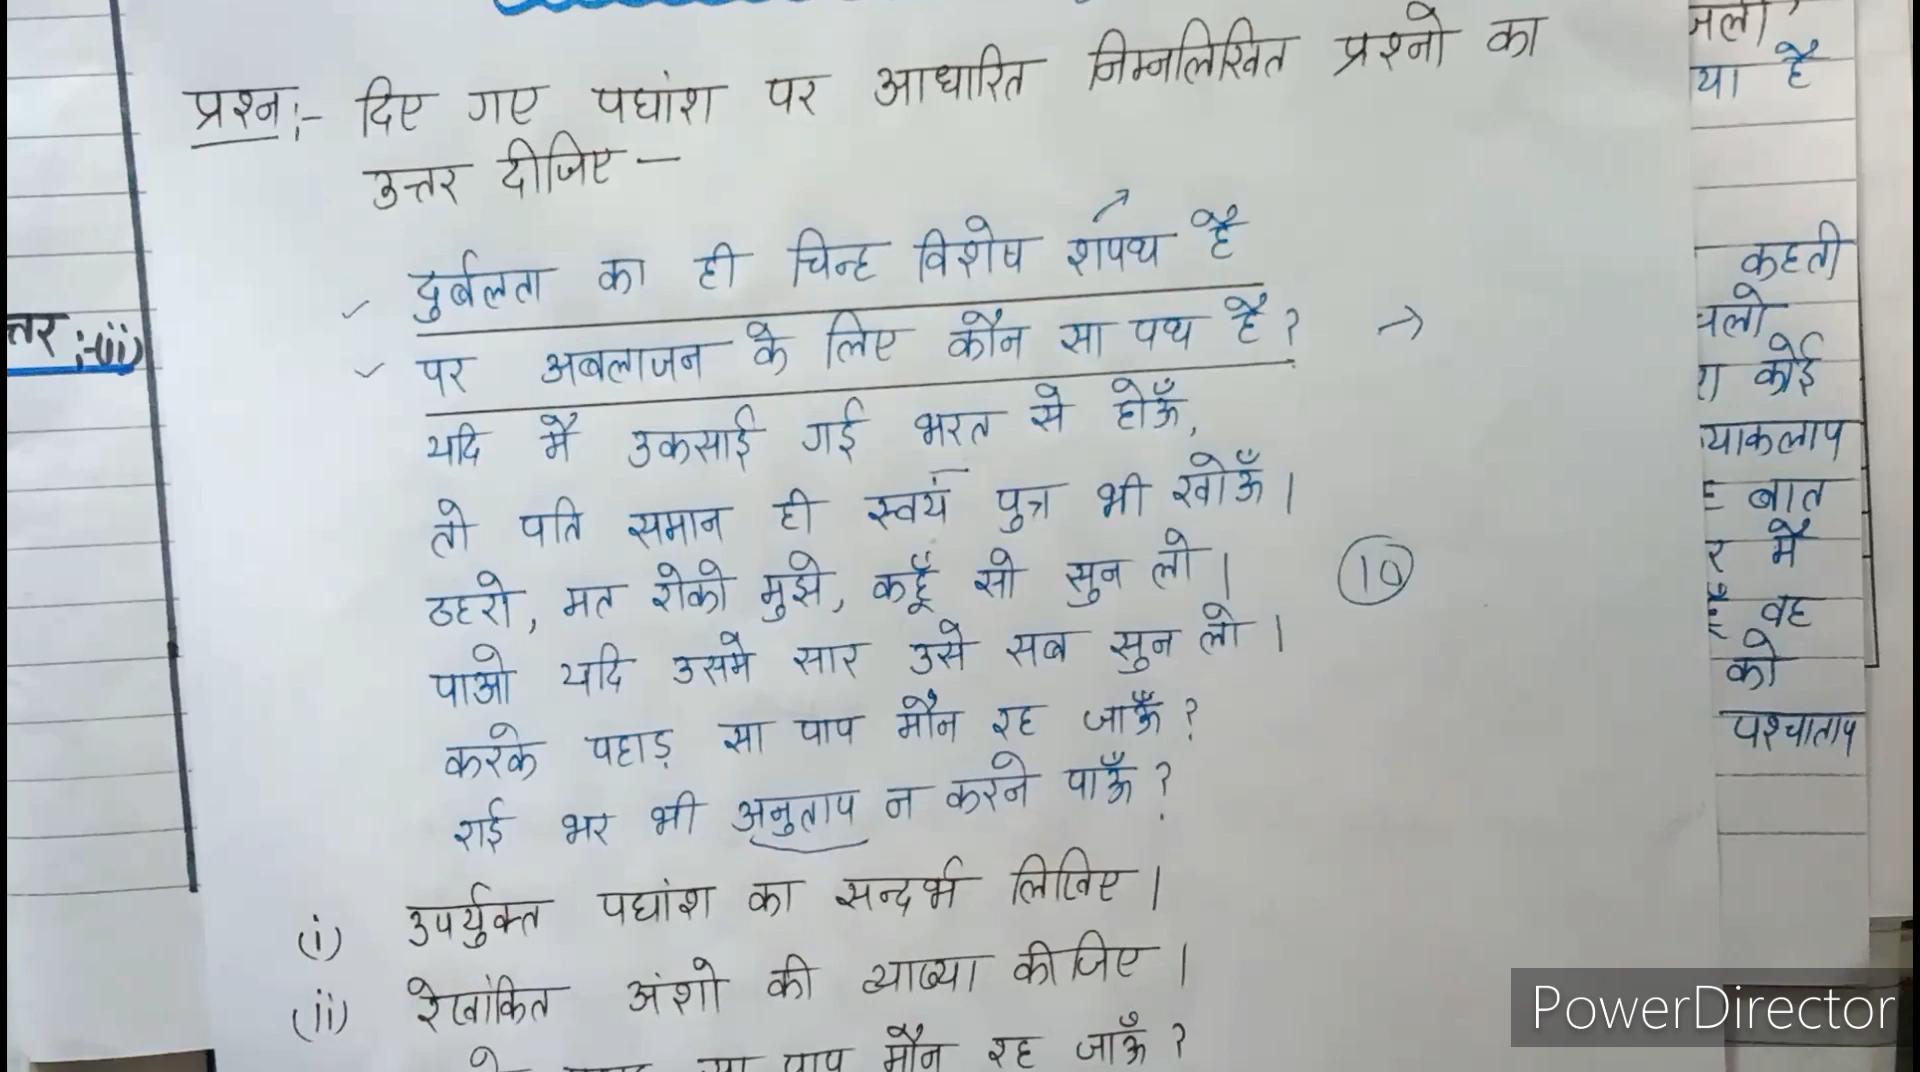 प्रश्न:- दिए गए पद्यांश पर आधारित निम्नलिखित प्रश्नो का
उत्तर दीजिए -
दुर्बलता का ही चिन्ह विशेष शपथ है
पर अबलाजन के लिए कौन सा पथ है?
यदि मै उकसाई गई भरत से होऊँ,
तो पति समान ही स्वयं पुत्र भी खोऊँ।
ठहरो, मत रोको मुझे, कहूँ सो सुन लो।
पाओ यदि उसमे सार उसे सब सुन लो।
10
करके पहाड़ सा पाप मौन रह जाऊँ?
राई भर भी अनुताप न करने पाऊँ?
(i) उपर्युक्त पद्यांश का सन्दर्भ लिखिए।
(ii) रेखांकित अंशो की व्याख्या कीजिए।
सा पाप मौन रह जाऊँ?
त्तर :-(ii)
या है
कहती
चलो
कोई
बात
र मै
हूँ वह
को
पश्चाताप
PowerDirector